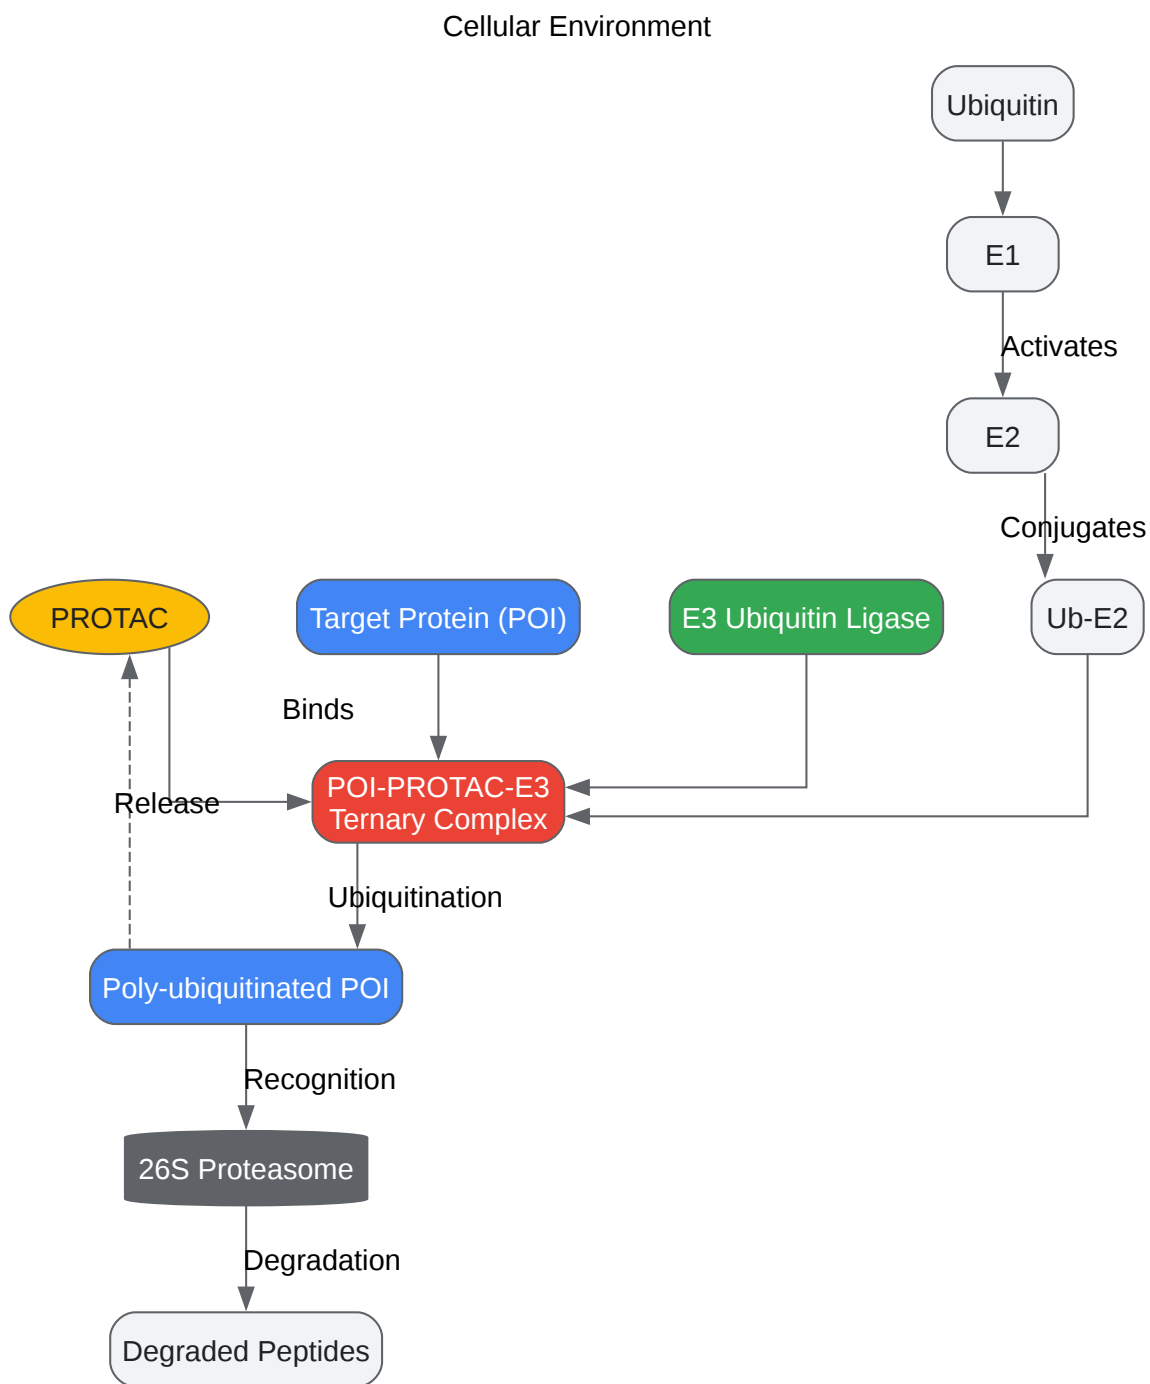 Cellular Environment
Ubiquitin
E1
Activates
E2
Conjugates
PROTAC
Target Protein (POI)
E3 Ubiquitin Ligase
Ub-E2
Binds
POI-PROTAC-E3
Ternary Complex
Release
Ubiquitination
Poly-ubiquitinated POI
Recognition
26S Proteasome
Degradation
Degraded Peptides